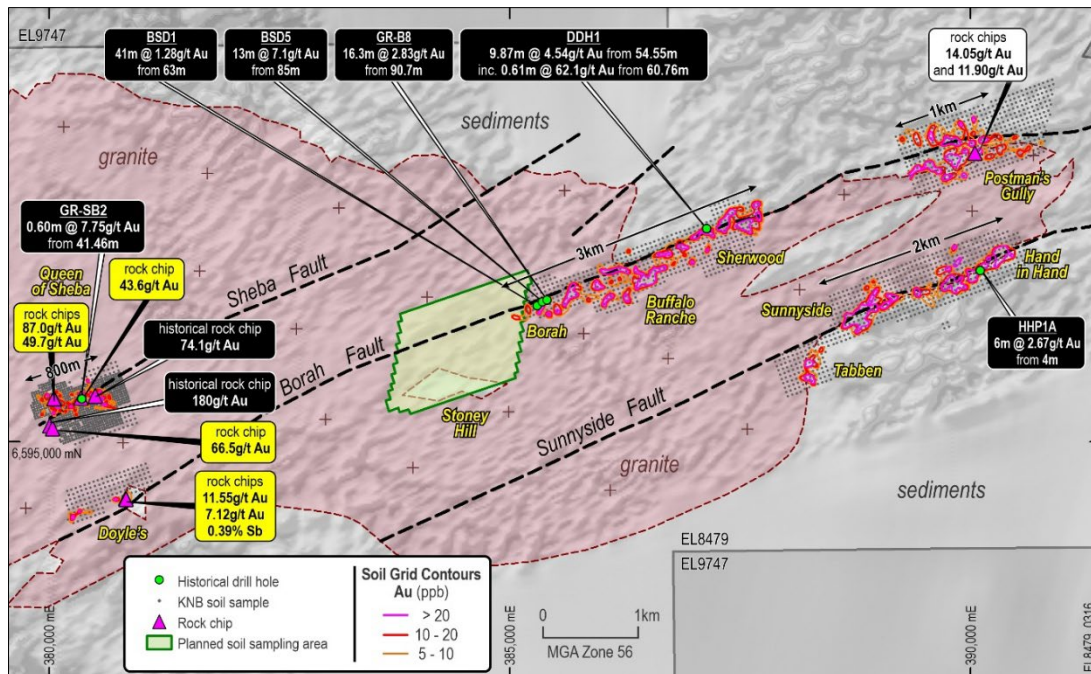 EL9747
BSD1
41m @ 1.28g/t Au
from 63m
BSD5
13m @ 7.1g/t Au
from 85m
GR-B8
16.3m @ 2.83g/t Au
from 90.7m
DDH1
9.87m @ 4.54g/t Au from 54.55m
inc. 0.61m @ 62.1g/t Au from 60.76m
rock chips
14.05g/t Au
and 11.90g/t Au
sediments
1km
granite
Postman's
Gully
GR-SB2
0.60m @ 7.75g/t Au
from 41.46m
3km
Sherwood
2km
Hand
in Hand
Queen
of Sheba
rock chip
43.6g/t Au
Sheba Fault
Buffalo
Ranche
Sunnyside
rock chips
87.0g/t Au
49.7g/t Au
historical rock chip
74.1g/t Au
Borah
HHP1A
6m @ 2.67g/t Au
from 4m
800m
Borah Fault
Tabben
historical rock chip
180g/t Au
Stoney
Hill
Sunnyside Fault
6,595,000 mN
rock chip
66.5g/t Au
granite
sediments
rock chips
11.55g/t Au
7.12g/t Au
0.39% Sb
Doyle's
EL8479
EL9747
Historical drill hole
KNB soil sample
Rock chip
Planned soil sampling area
Soil Grid Contours
Au (ppb)
> 20
10 - 20
5 - 10
0 1km
MGA Zone 56
380,000 mE
385,000 mE
390,000 mE
EL8479_0316